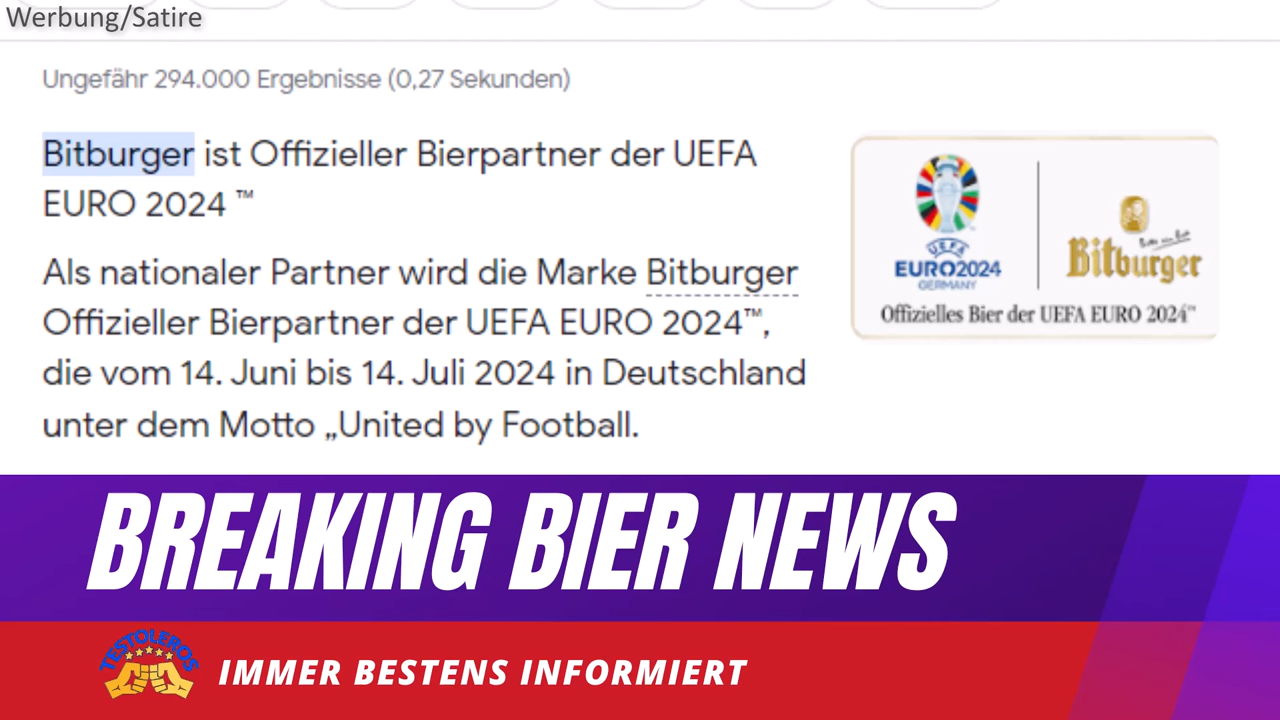 Werbung/Satire
Ungefähr 294.000 Ergebnisse (0,27 Sekunden)
Bitburger ist Offizieller Bierpartner der UEFA
EURO 2024 ™
Als nationaler Partner wird die Marke Bitburger
Offizieller Bierpartner der UEFA EURO 2024™,
die vom 14. Juni bis 14. Juli 2024 in Deutschland
unter dem Motto „United by Football.
UEFA
EURO2024
GERMANY
Bitte ein Bit
Bitburger
Offizielles Bier der UEFA EURO 2024™
BREAKING BIER NEWS
TESTOLEROS
IMMER BESTENS INFORMIERT